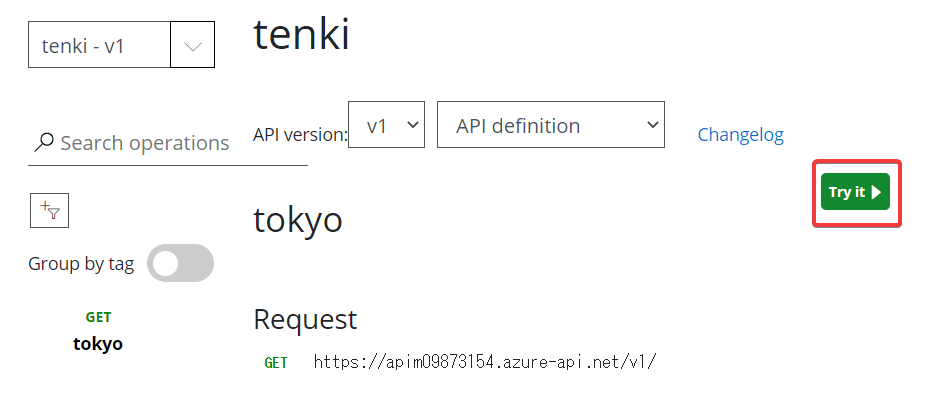 tenki - v1
tenki
Search operations
API version:
v1
API definition
Changelog
Try it
Group by tag
GET
tokyo
tokyo
Request
GET https://apim09873154.azure-api.net/v1/